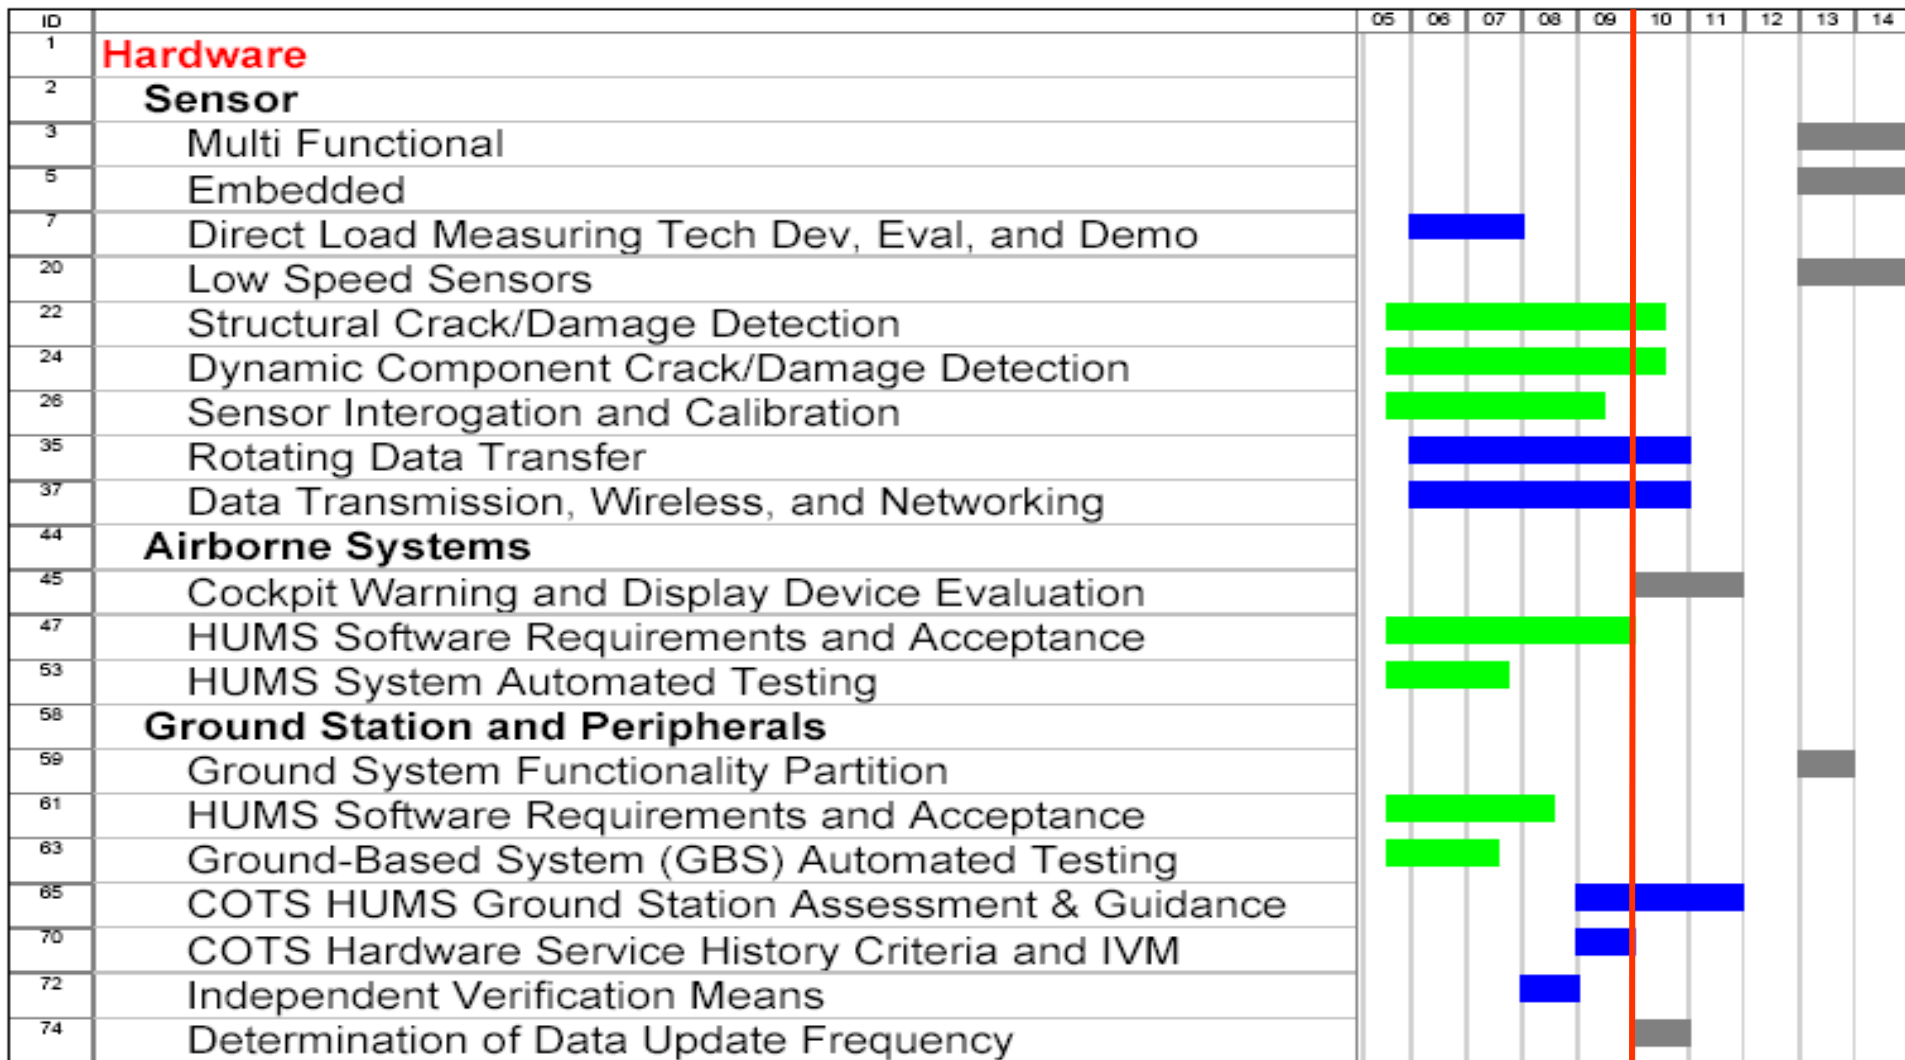 ID 05 06 07 08 09 10 11 12 13 14
1 Hardware
2 Sensor
3 Multi Functional
5 Embedded
7 Direct Load Measuring Tech Dev, Eval, and Demo
20 Low Speed Sensors
22 Structural Crack/Damage Detection
24 Dynamic Component Crack/Damage Detection
26 Sensor Interogation and Calibration
35 Rotating Data Transfer
37 Data Transmission, Wireless, and Networking
44 Airborne Systems
45 Cockpit Warning and Display Device Evaluation
47 HUMS Software Requirements and Acceptance
53 HUMS System Automated Testing
58 Ground Station and Peripherals
59 Ground System Functionality Partition
61 HUMS Software Requirements and Acceptance
63 Ground-Based System (GBS) Automated Testing
65 COTS HUMS Ground Station Assessment & Guidance
70 COTS Hardware Service History Criteria and IVM
72 Independent Verification Means
74 Determination of Data Update Frequency